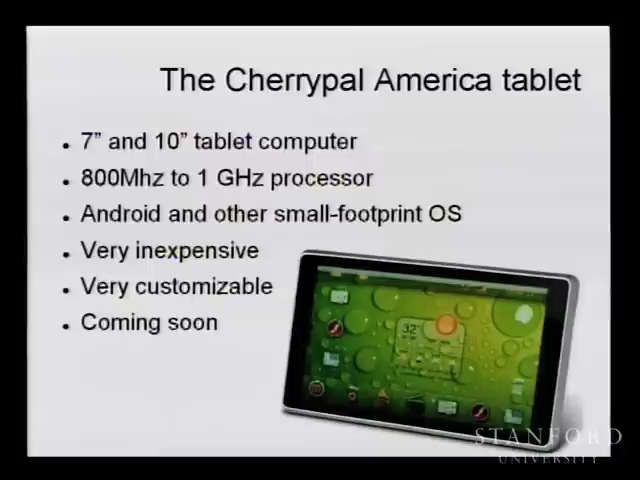 The Cherrypal America tablet
• 7” and 10” tablet computer
• 800Mhz to 1 GHz processor
• Android and other small-footprint OS
• Very inexpensive
• Very customizable
• Coming soon
32°
STANFORD
UNIVERSITY